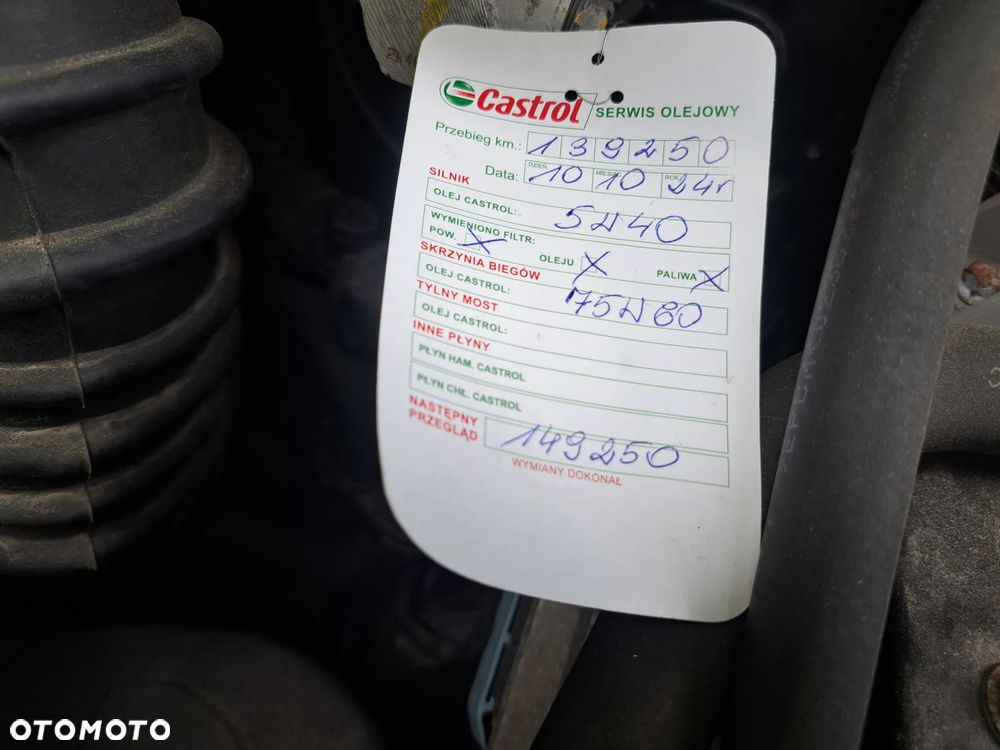 Castrol SERWIS OLEJOWY
Przebieg km.: 139250
Data: DZIEŃ 10 MIESIĄC 10 ROK 24r
SILNIK
OLEJ CASTROL: 5W40
WYMIENIONO FILTR:
POW. X OLEJU X PALIWA X
SKRZYNIA BIEGÓW
OLEJ CASTROL: 75W80
TYLNY MOST
OLEJ CASTROL:
INNE PŁYNY
PŁYN HAM. CASTROL
PŁYN CHŁ. CASTROL
NASTĘPNY
PRZEGLĄD 149250
WYMIANY DOKONAŁ
OTOMOTO